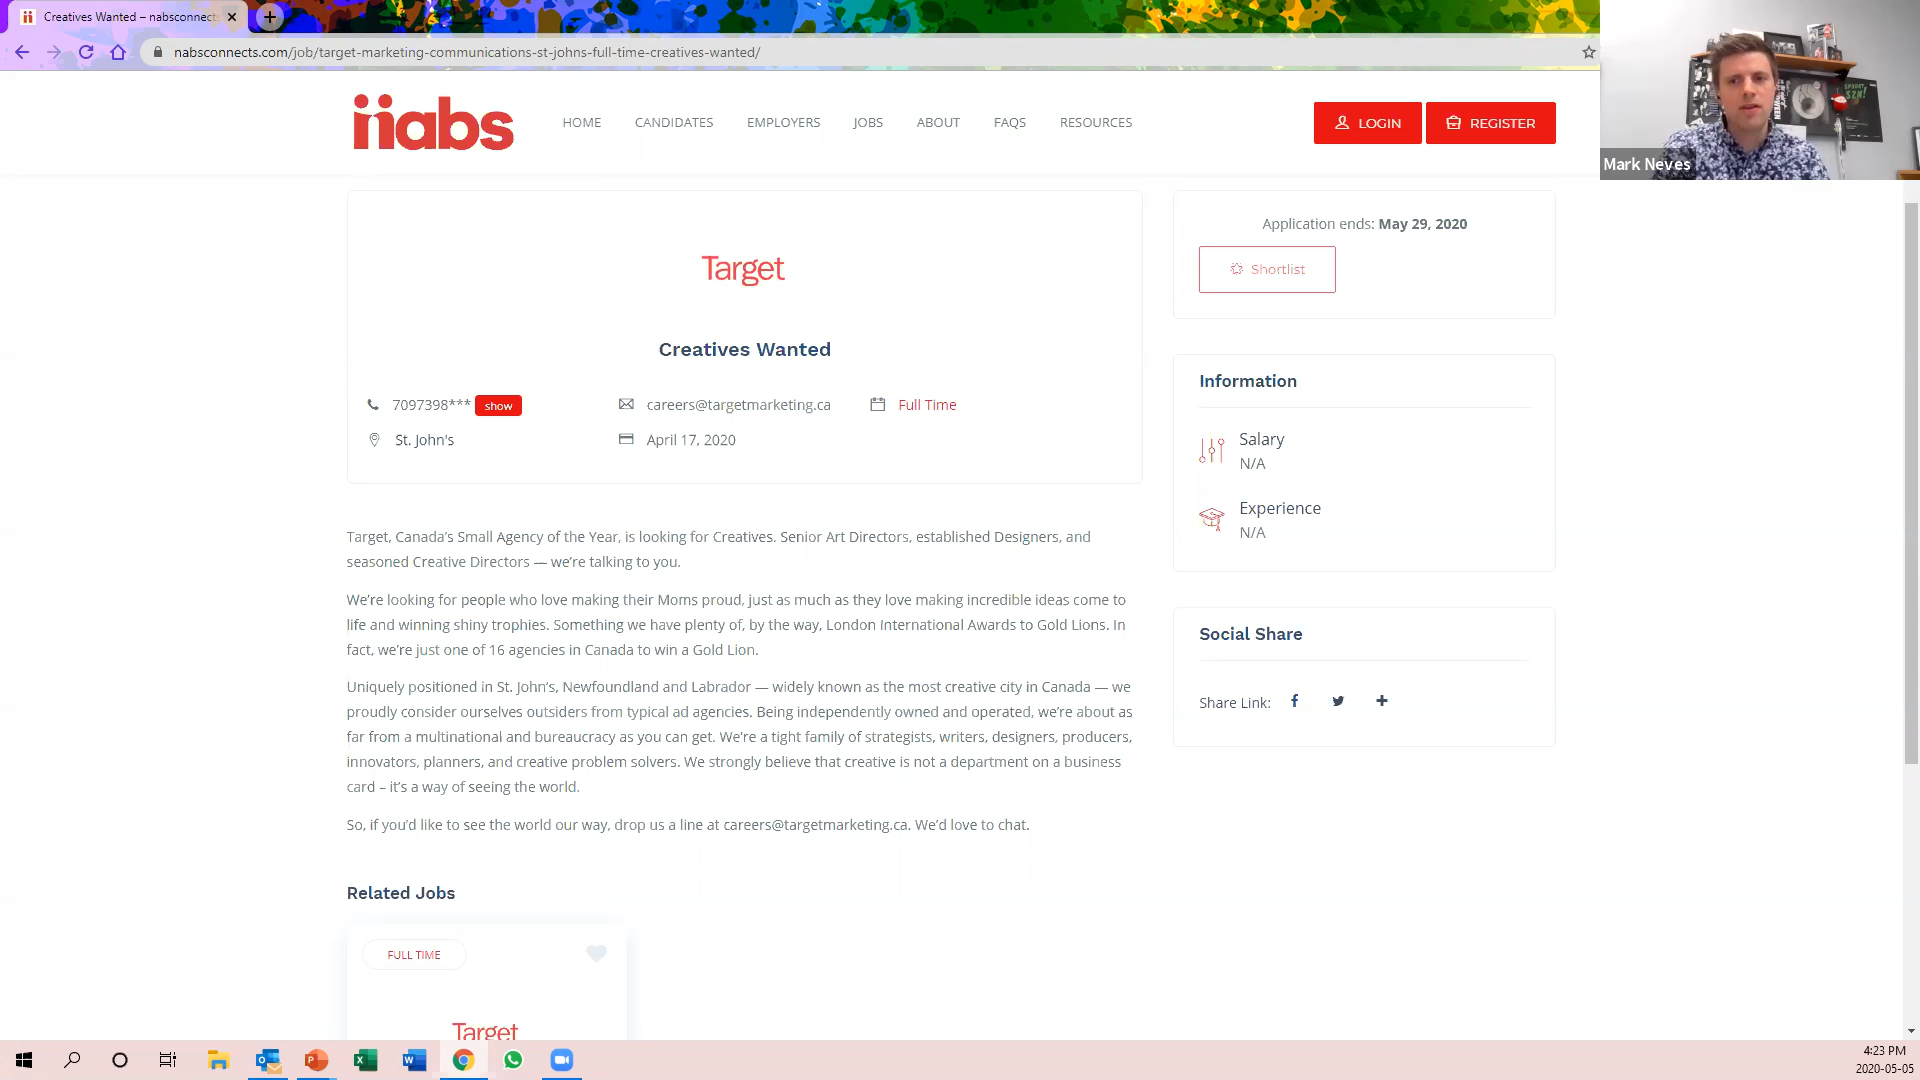 Creatives Wanted – nabsconnects
nabsconnects.com/job/target-marketing-communications-st-johns-full-time-creatives-wanted/
nabs
HOME
CANDIDATES
EMPLOYERS
JOBS
ABOUT
FAQS
RESOURCES
LOGIN
REGISTER
Mark Neves
Target
Creatives Wanted
7097398*** show
careers@targetmarketing.ca
Full Time
St. John's
April 17, 2020
Application ends: May 29, 2020
Shortlist
Information
Salary
N/A
Experience
N/A
Social Share
Share Link:
Target, Canada’s Small Agency of the Year, is looking for Creatives. Senior Art Directors, established Designers, and
seasoned Creative Directors — we’re talking to you.
We’re looking for people who love making their Moms proud, just as much as they love making incredible ideas come to
life and winning shiny trophies. Something we have plenty of, by the way, London International Awards to Gold Lions. In
fact, we’re just one of 16 agencies in Canada to win a Gold Lion.
Uniquely positioned in St. John’s, Newfoundland and Labrador — widely known as the most creative city in Canada — we
proudly consider ourselves outsiders from typical ad agencies. Being independently owned and operated, we’re about as
far from a multinational and bureaucracy as you can get. We’re a tight family of strategists, writers, designers, producers,
innovators, planners, and creative problem solvers. We strongly believe that creative is not a department on a business
card – it’s a way of seeing the world.
So, if you’d like to see the world our way, drop us a line at careers@targetmarketing.ca. We’d love to chat.
Related Jobs
FULL TIME
Target
4:23 PM
2020-05-05